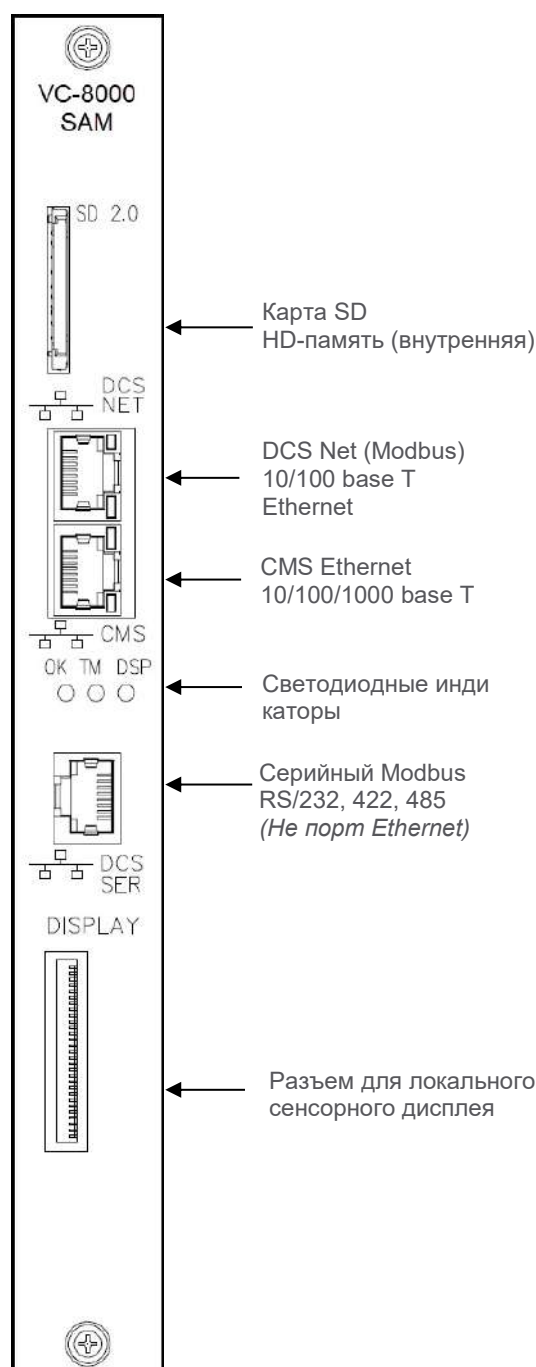 VC-8000
SAM
SD 2.0
Карта SD
HD-память (внутренняя)
DCS
NET
DCS Net (Modbus)
10/100 base T
Ethernet
CMS Ethernet
10/100/1000 base T
CMS
OK TM DSP
Светодиодные инди
каторы
Серийный Modbus
RS/232, 422, 485
(Не порт Ethernet)
DCS
SER
DISPLAY
Разъем для локального
сенсорного дисплея